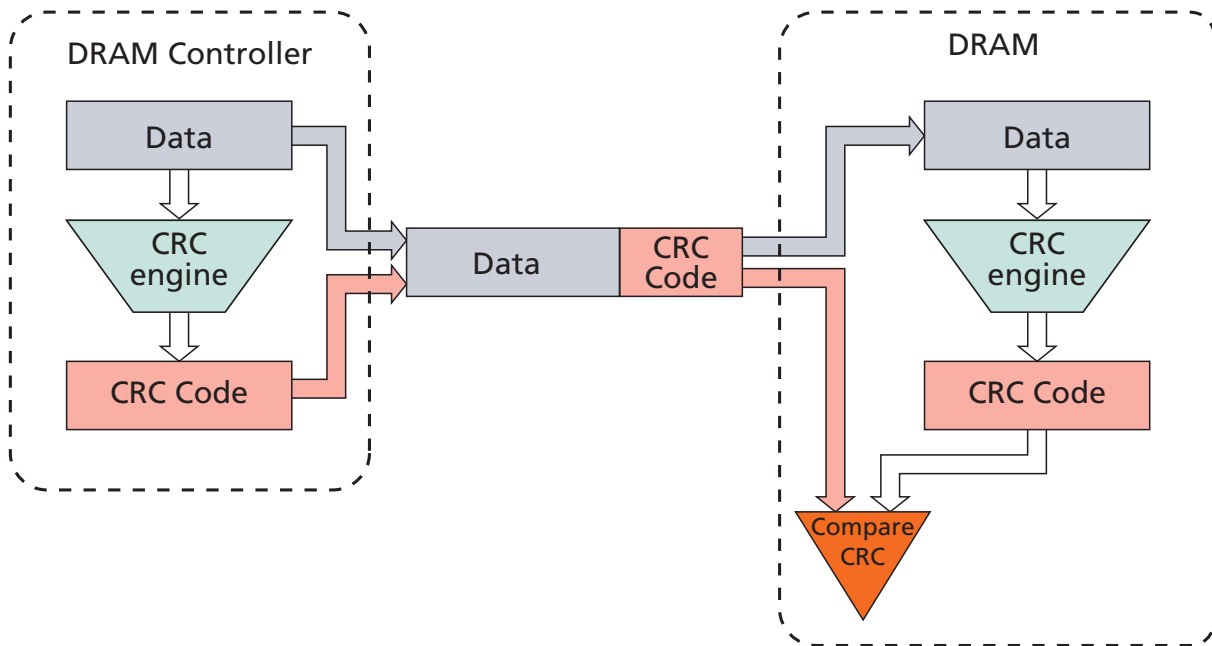 DRAM Controller
Data
CRC
engine
CRC Code
Data
CRC
Code
DRAM
Data
CRC
engine
CRC Code
Compare
CRC